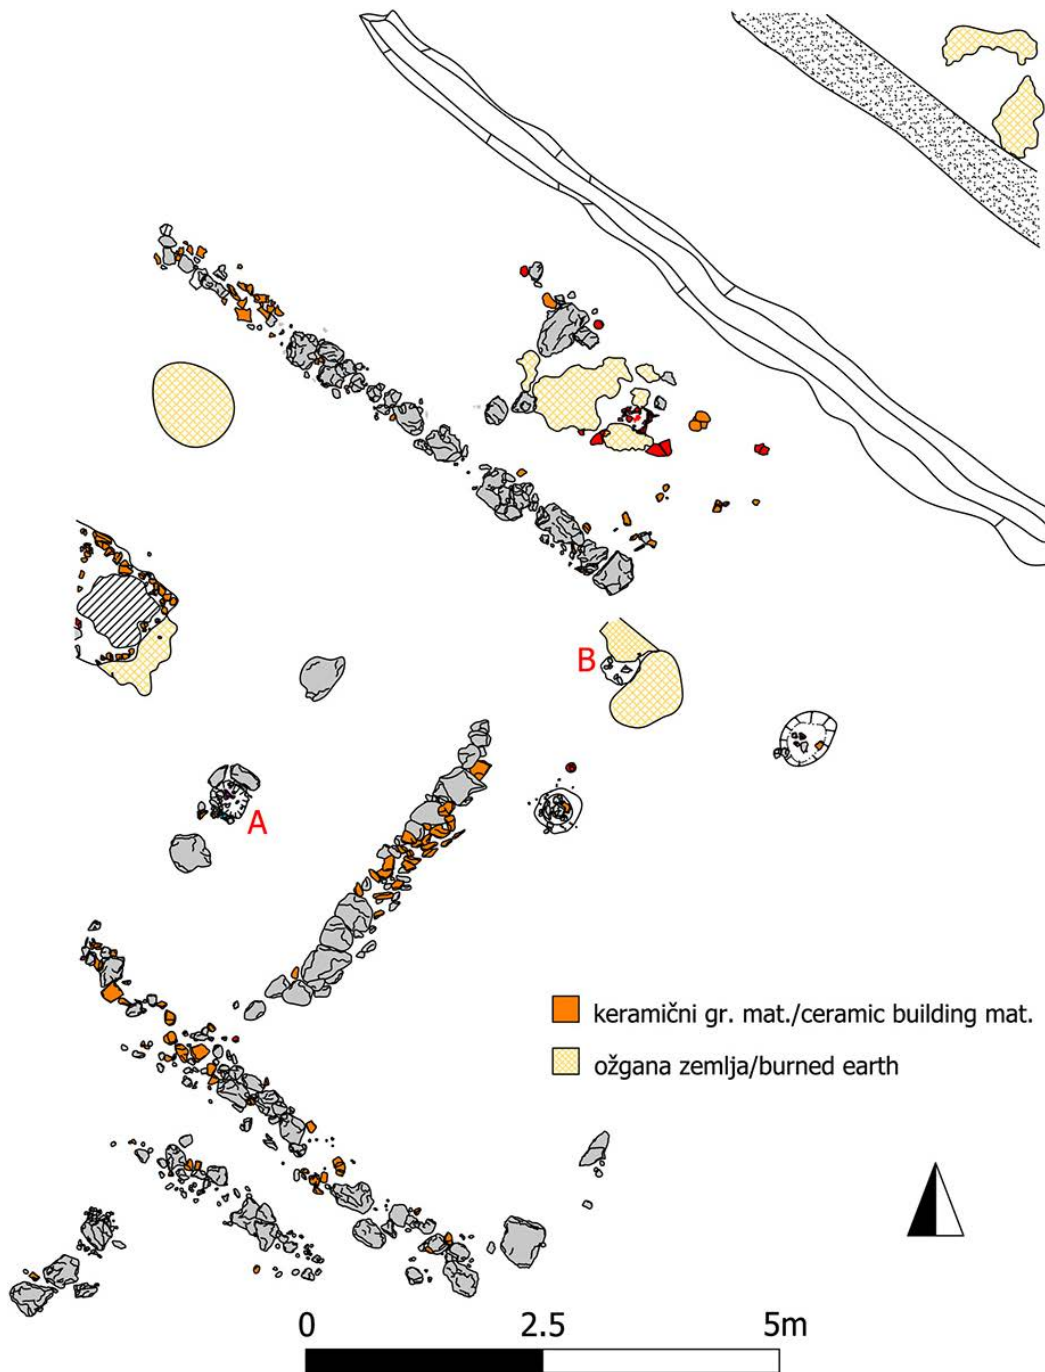 B
A
keramični gr. mat./ceramic building mat.
ožgana zemlja/burned earth
0 2.5 5m